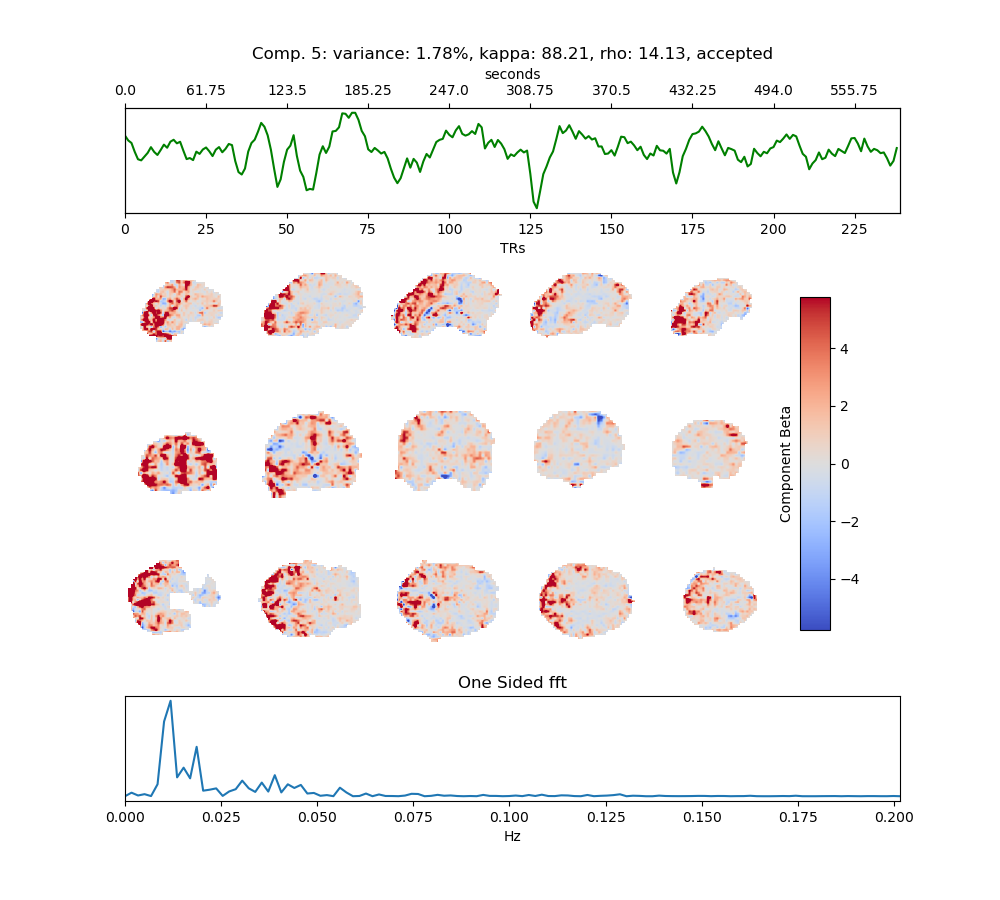 Comp. 5: variance: 1.78%, kappa: 88.21, rho: 14.13, accepted
seconds
0.0 61.75 123.5 185.25 247.0 308.75 370.5 432.25 494.0 555.75
0 25 50 75 100 125 150 175 200 225
TRs
4
2
0
−2
−4
Component Beta
One Sided fft
0.000 0.025 0.050 0.075 0.100 0.125 0.150 0.175 0.200
Hz